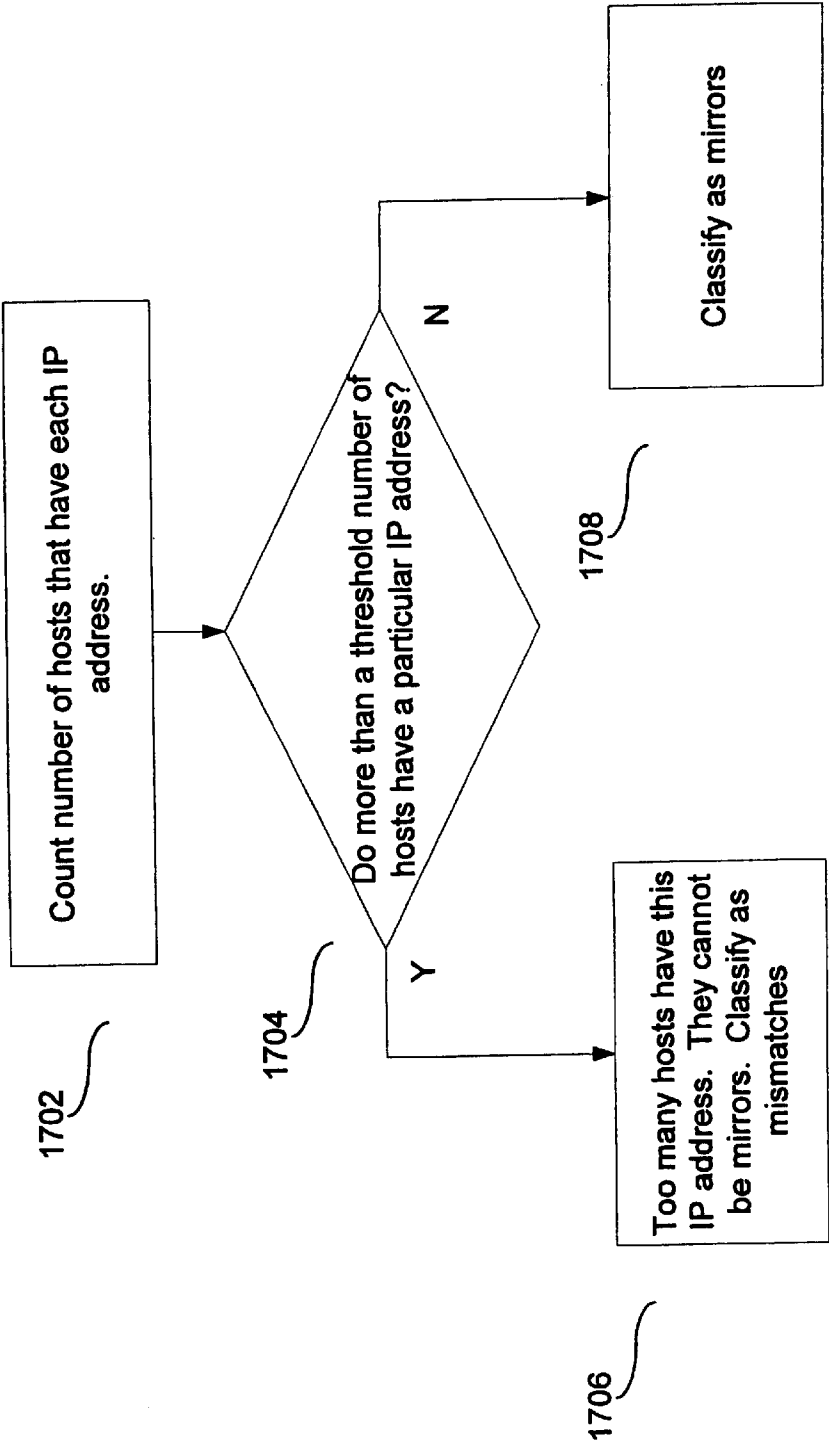 1702
Count number of hosts that have each IP
address.
1704
Do more than a threshold number of
hosts have a particular IP address?
Y
N
1706
Too many hosts have this
IP address. They cannot
be mirrors. Classify as
mismatches
1708
Classify as mirrors